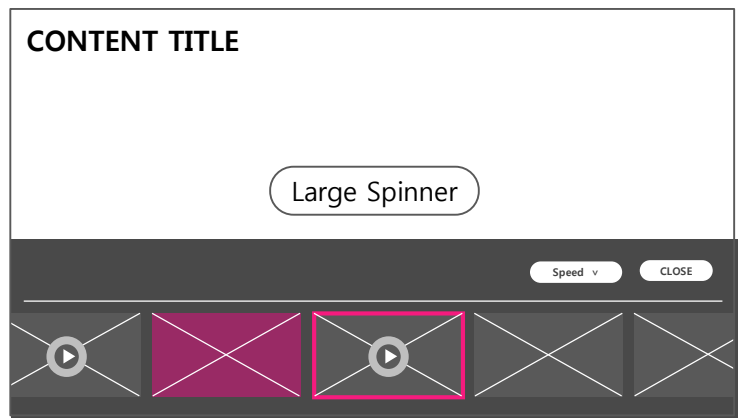 CONTENT TITLE
Large Spinner
Speed ∨ CLOSE